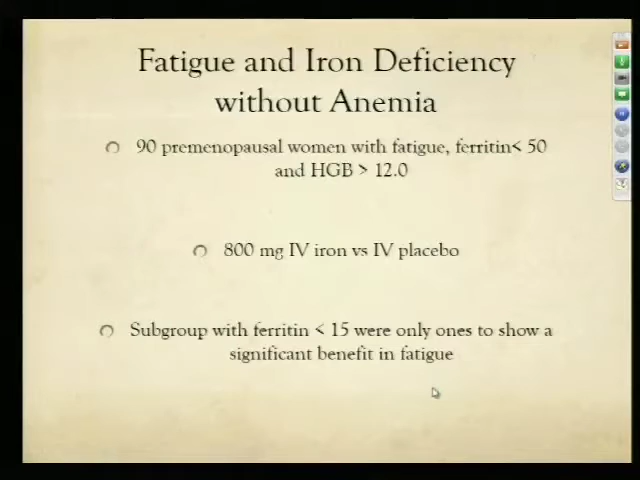 Fatigue and Iron Deficiency
without Anemia
90 premenopausal women with fatigue, ferritin< 50
and HGB > 12.0
800 mg IV iron vs IV placebo
Subgroup with ferritin < 15 were only ones to show a
significant benefit in fatigue